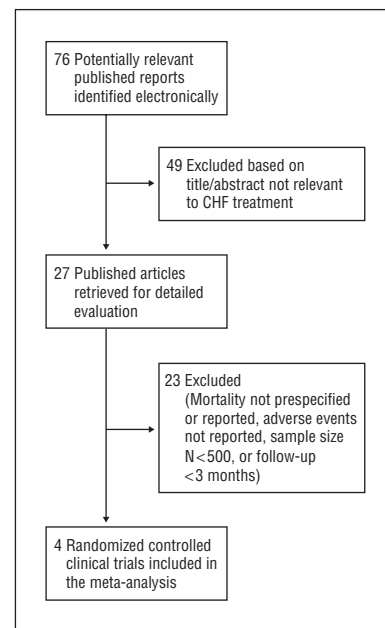 76 Potentially relevant
published reports
identified electronically
49 Excluded based on
title/abstract not relevant
to CHF treatment
27 Published articles
retrieved for detailed
evaluation
23 Excluded
(Mortality not prespecified
or reported, adverse events
not reported, sample size
N<500, or follow-up
<3 months)
4 Randomized controlled
clinical trials included in
the meta-analysis